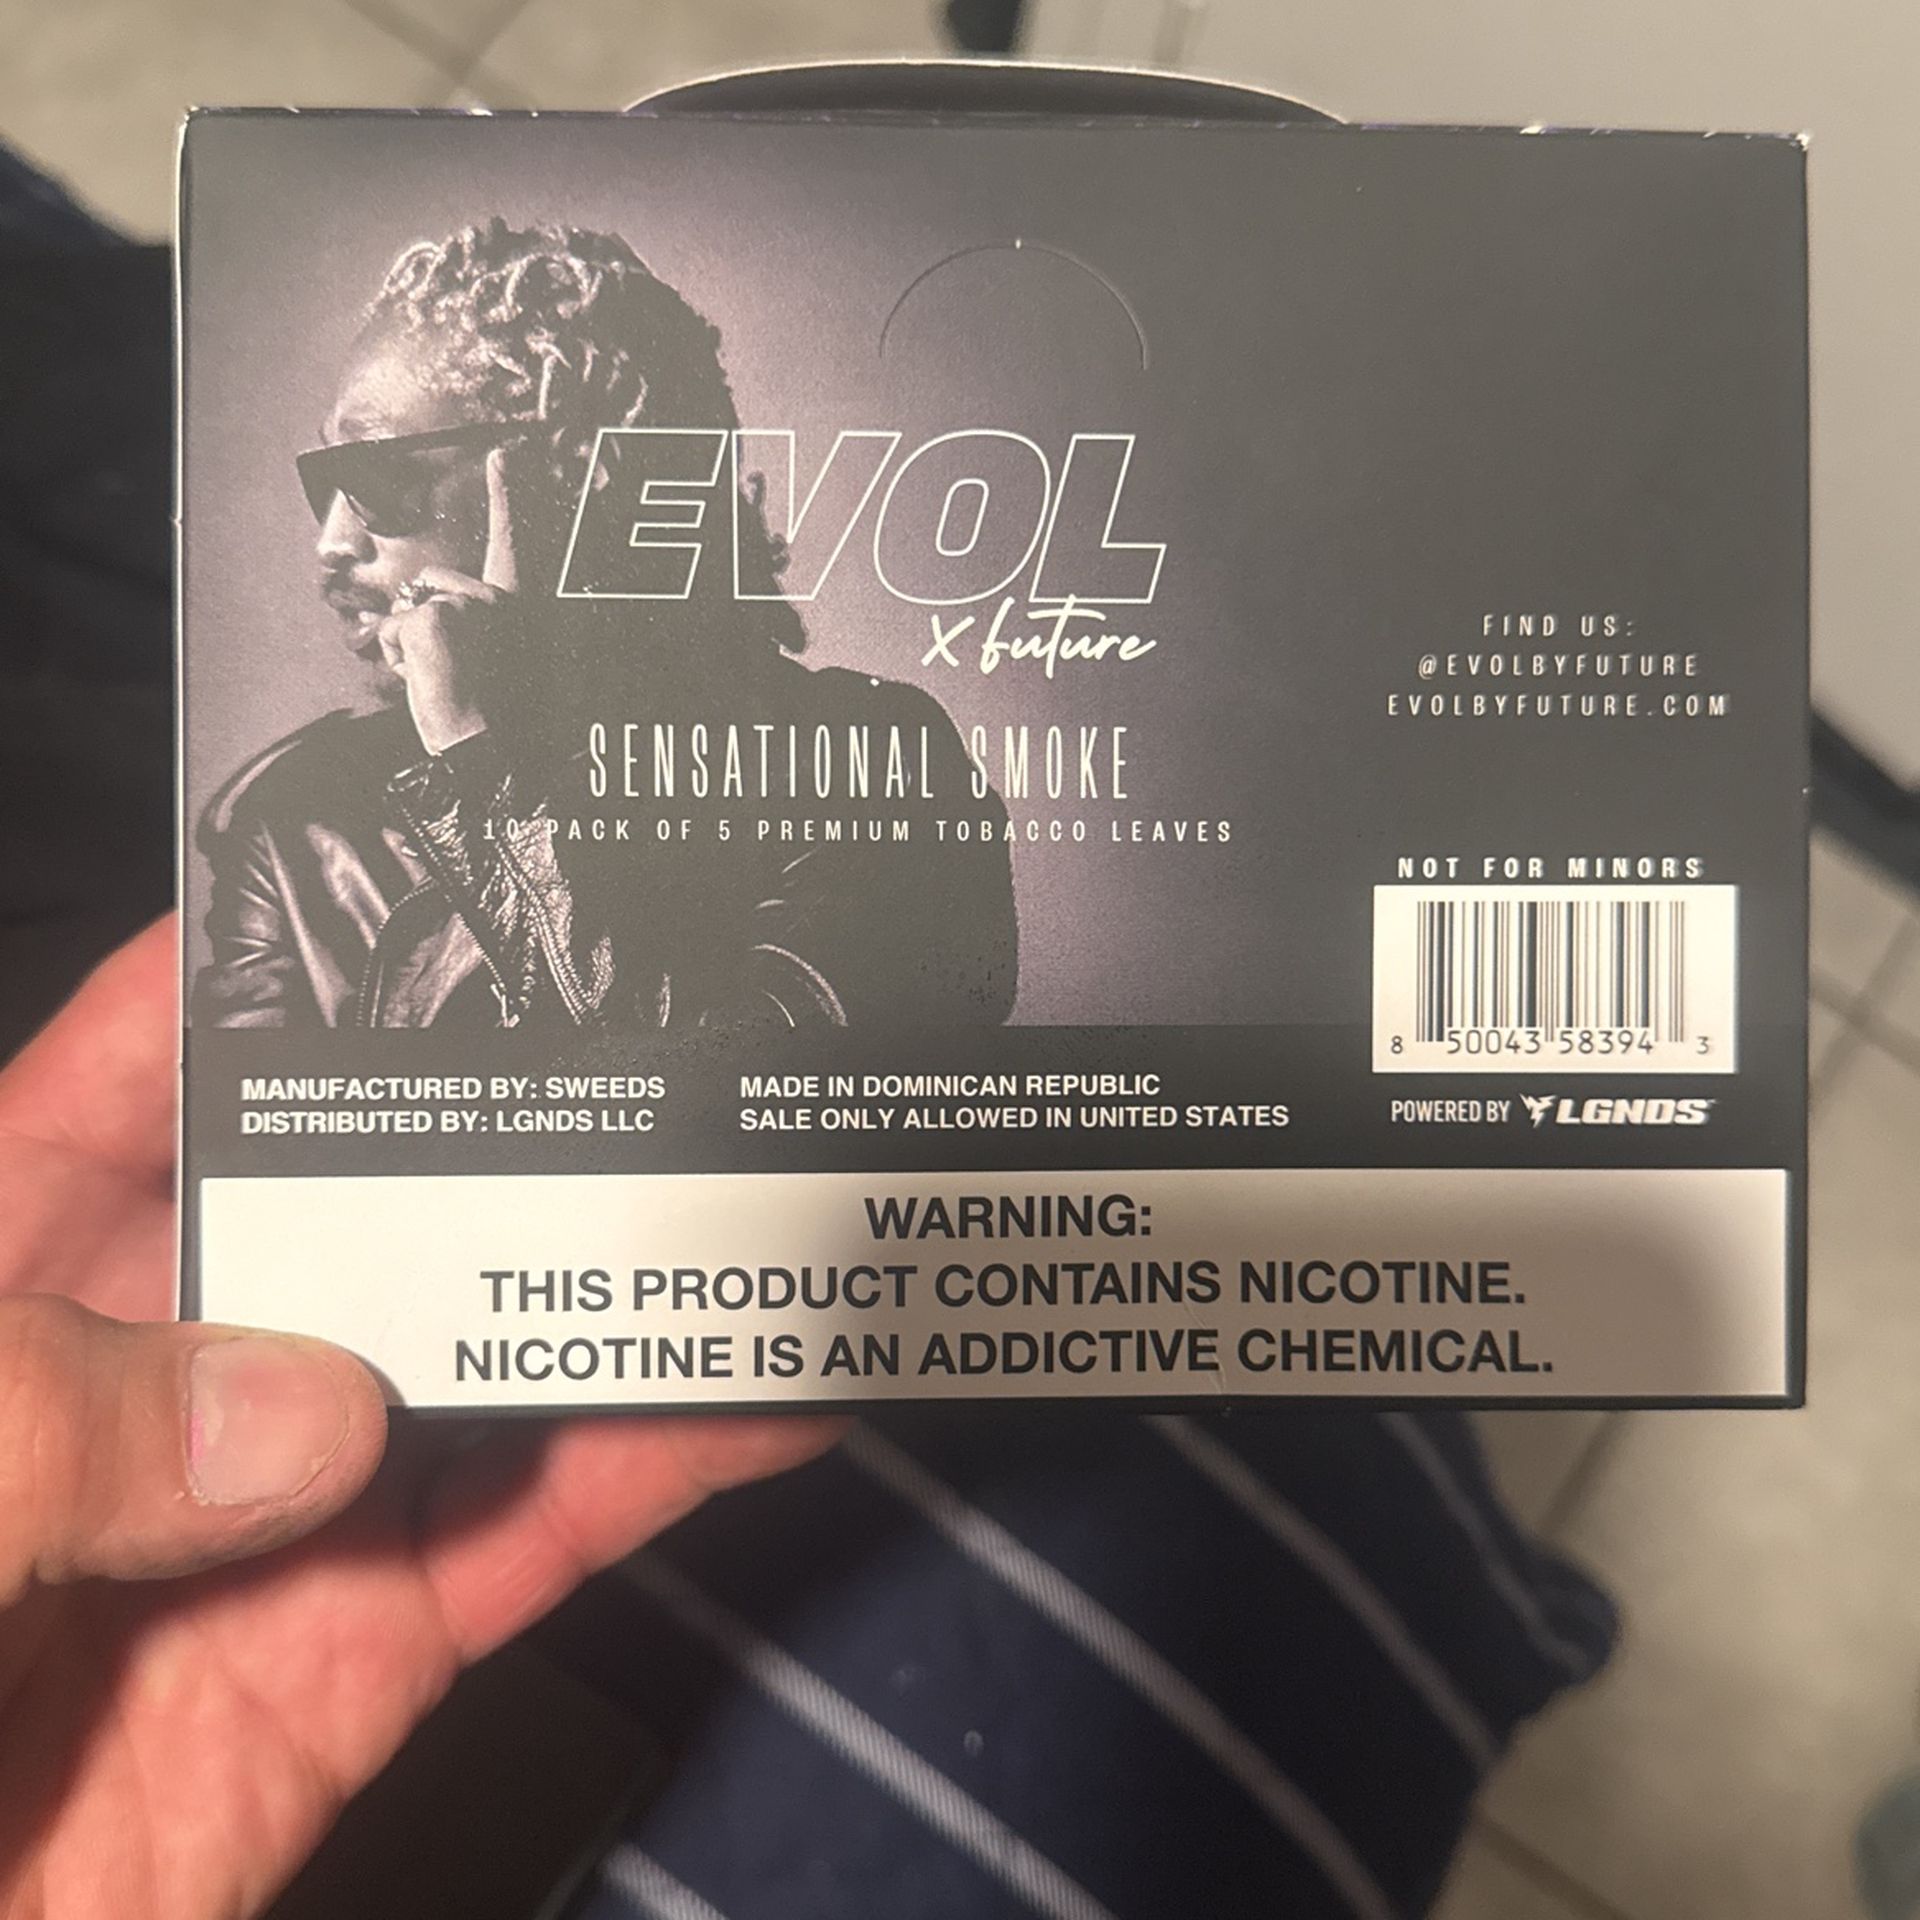 EVOL
x future
SENSATIONAL SMOKE
10 PACK OF 5 PREMIUM TOBACCO LEAVES
FIND US:
@EVOLBYFUTURE
EVOLBYFUTURE.COM
NOT FOR MINORS
8 50043 58394 3
POWERED BY LGNDS
MANUFACTURED BY: SWEEDS
DISTRIBUTED BY: LGNDS LLC
MADE IN DOMINICAN REPUBLIC
SALE ONLY ALLOWED IN UNITED STATES
WARNING:
THIS PRODUCT CONTAINS NICOTINE.
NICOTINE IS AN ADDICTIVE CHEMICAL.